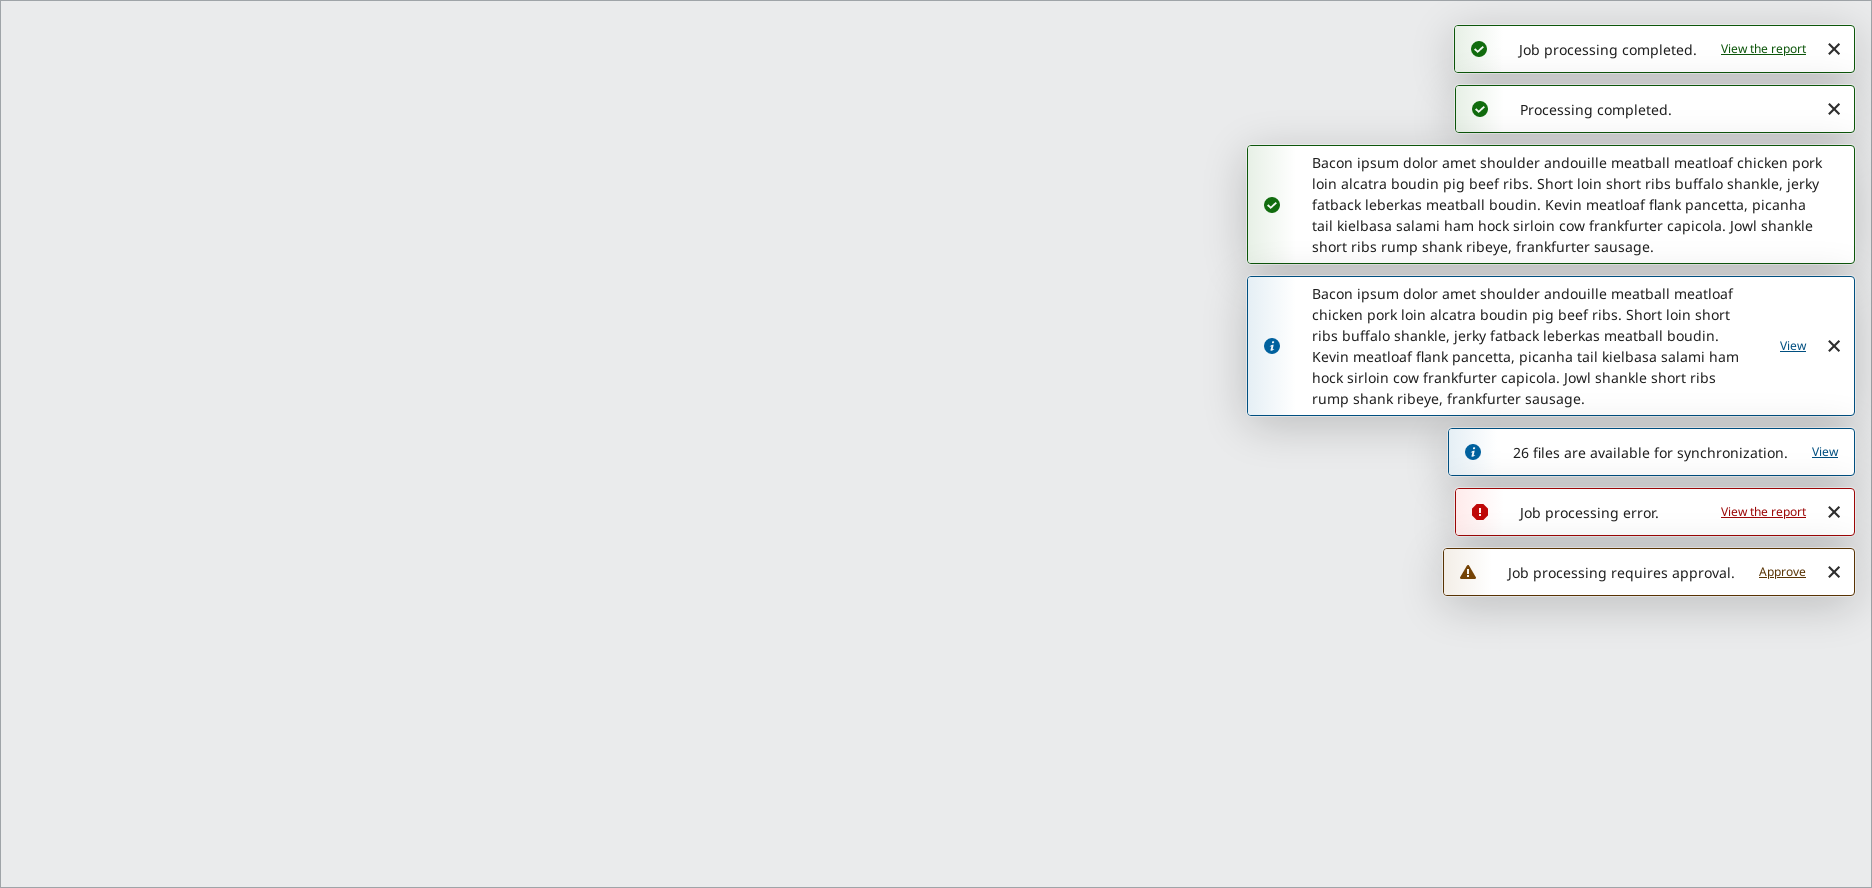 Job processing completed. View the report
Processing completed.
Bacon ipsum dolor amet shoulder andouille meatball meatloaf chicken pork
loin alcatra boudin pig beef ribs. Short loin short ribs buffalo shankle, jerky
fatback leberkas meatball boudin. Kevin meatloaf flank pancetta, picanha
tail kielbasa salami ham hock sirloin cow frankfurter capicola. Jowl shankle
short ribs rump shank ribeye, frankfurter sausage.
Bacon ipsum dolor amet shoulder andouille meatball meatloaf
chicken pork loin alcatra boudin pig beef ribs. Short loin short
ribs buffalo shankle, jerky fatback leberkas meatball boudin.
Kevin meatloaf flank pancetta, picanha tail kielbasa salami ham
hock sirloin cow frankfurter capicola. Jowl shankle short ribs
rump shank ribeye, frankfurter sausage.
View
26 files are available for synchronization. View
Job processing error. View the report
Job processing requires approval. Approve